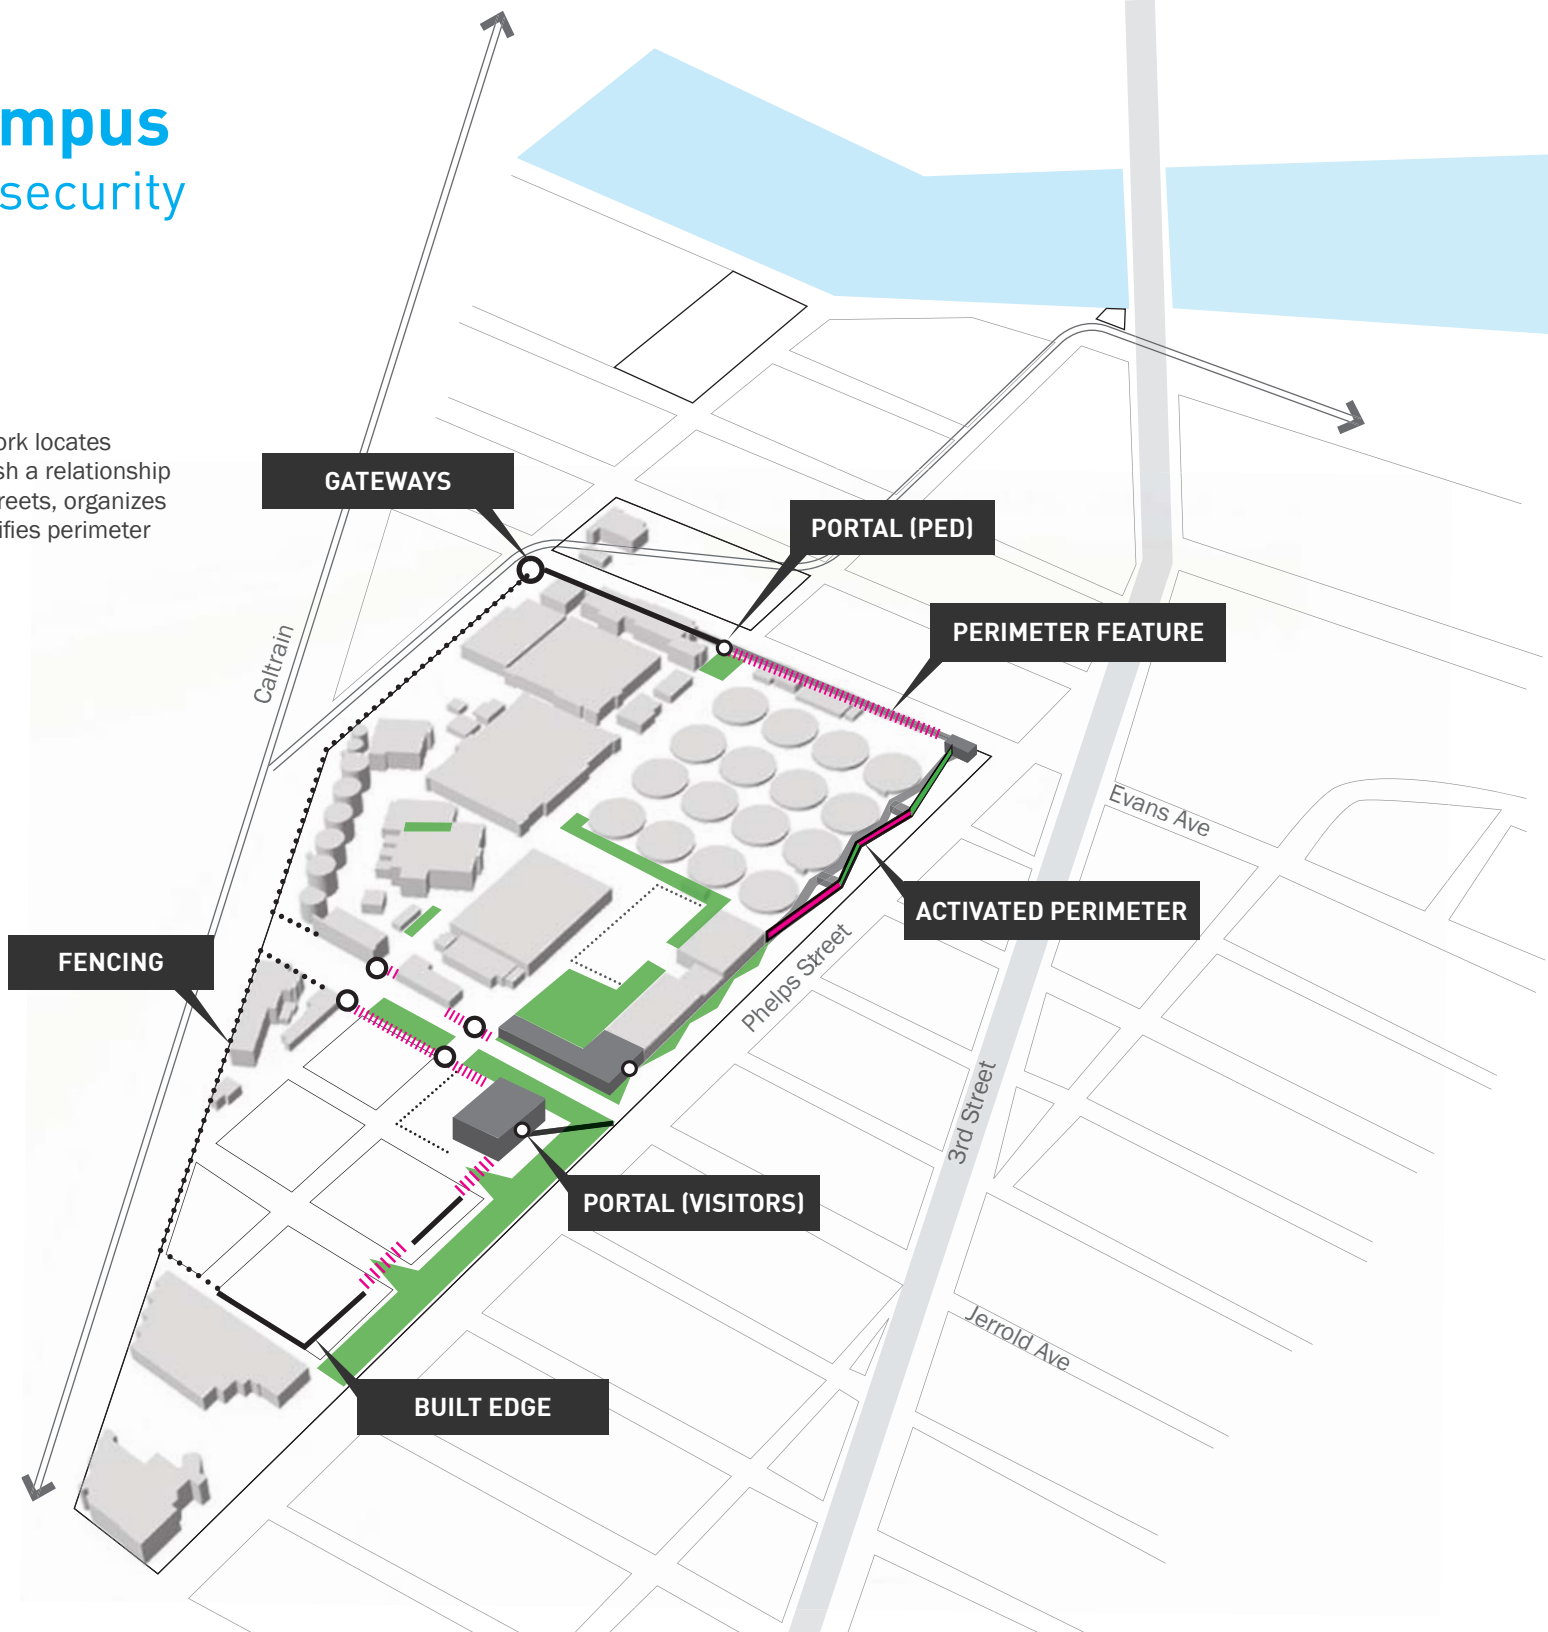 mpus
security
ork locates
sh a relationship
reets, organizes
ifies perimeter
GATEWAYS
PORTAL (PED)
PERIMETER FEATURE
Caltrain
Evans Ave
ACTIVATED PERIMETER
FENCING
Phelps Street
3rd Street
PORTAL (VISITORS)
Jerrold Ave
BUILT EDGE